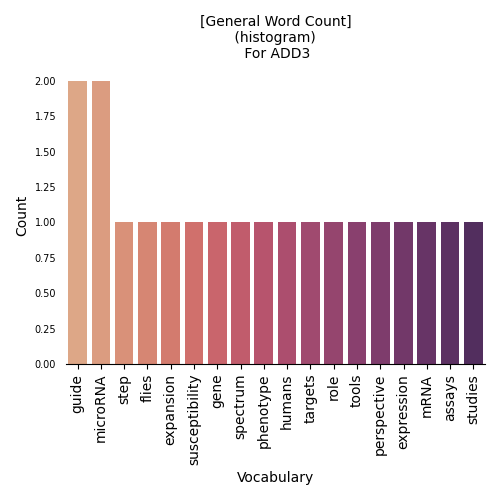 [General Word Count]
(histogram)
For ADD3
2.00
1.75
1.50
1.25
1.00
0.75
0.50
0.25
0.00
Count
guide
microRNA
step
flies
expansion
susceptibility
gene
spectrum
phenotype
humans
targets
role
tools
perspective
expression
mRNA
assays
studies
Vocabulary